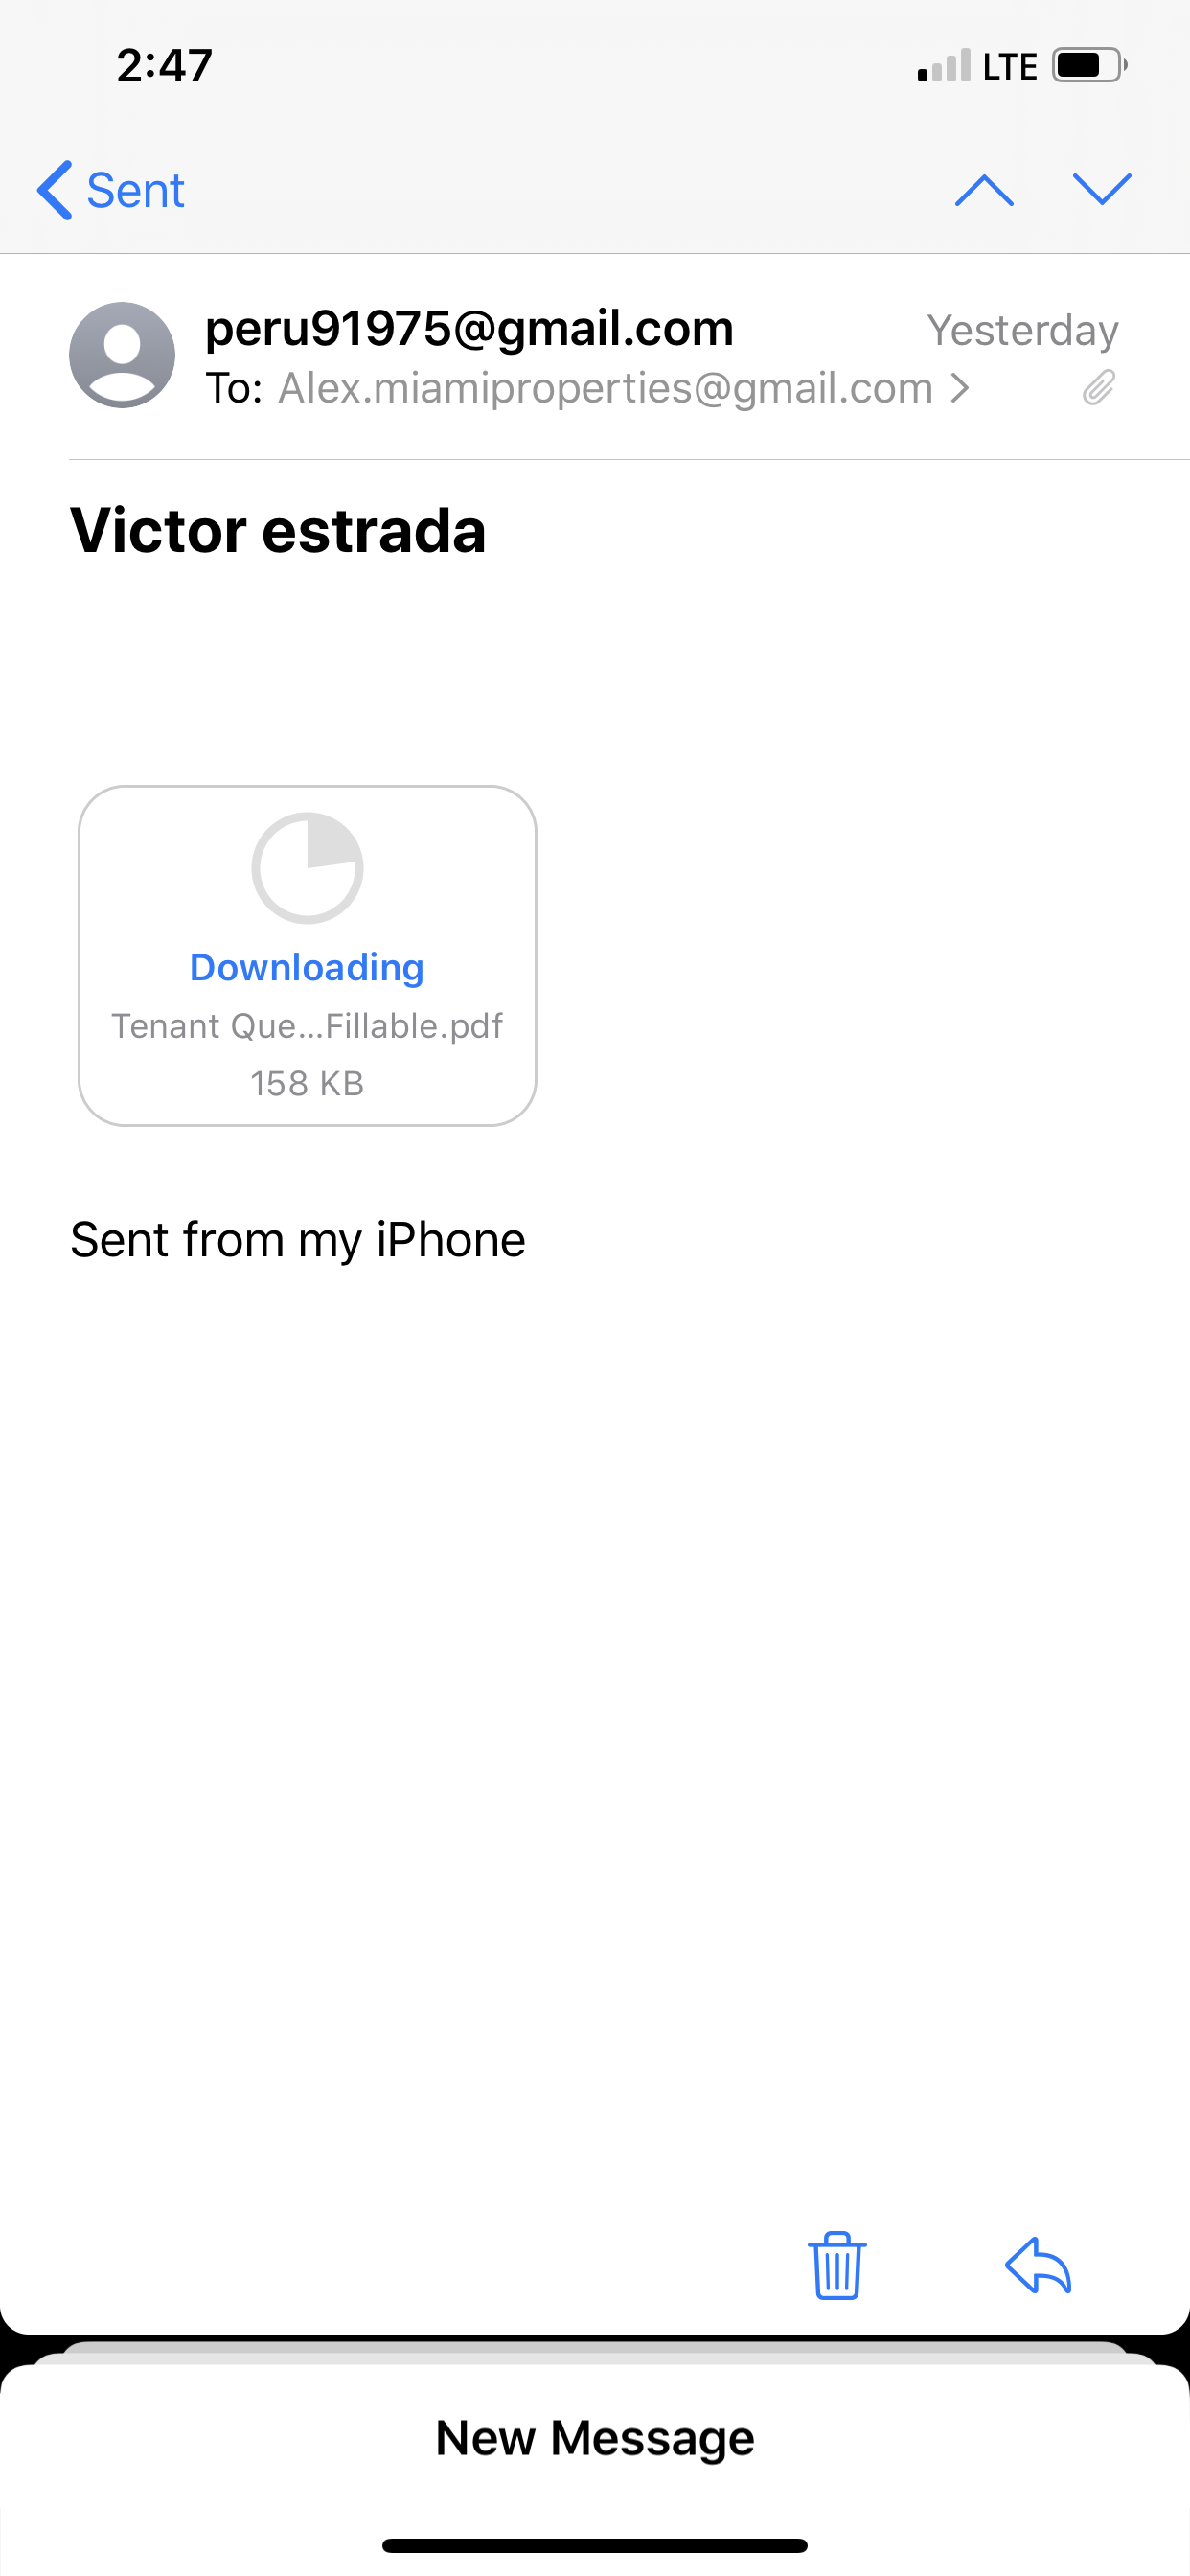 2:47
LTE
Sent
peru91975@gmail.com
Yesterday
To: Alex.miamiproperties@gmail.com
Victor estrada
Downloading
Tenant Que...Fillable.pdf
158 KB
Sent from my iPhone
New Message